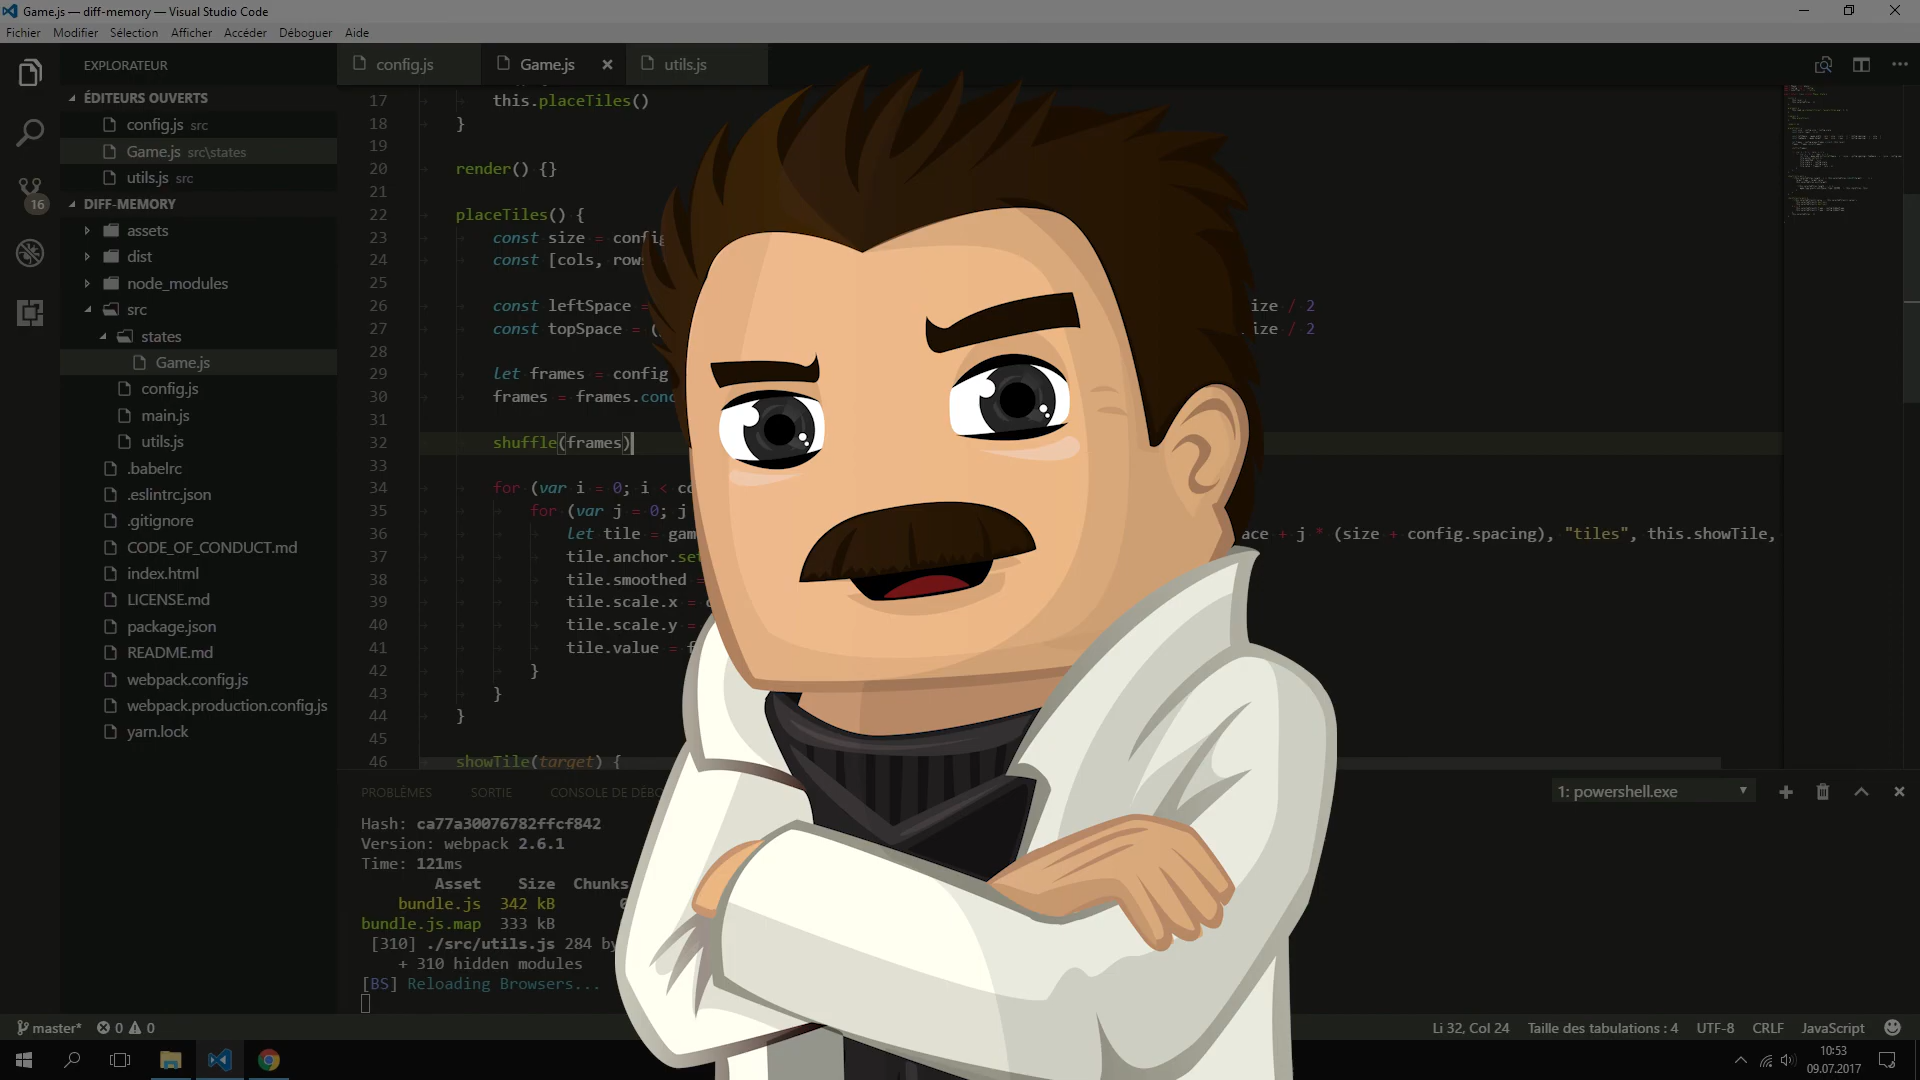 Game.js — diff-memory — Visual Studio Code
Fichier Modifier Sélection Afficher Accéder Déboguer Aide
EXPLORATEUR
ÉDITEURS OUVERTS
config.js src
Game.js src\states
utils.js src
16
DIFF-MEMORY
assets
dist
node_modules
src
states
Game.js
config.js
main.js
utils.js
.babelrc
.eslintrc.json
.gitignore
CODE_OF_CONDUCT.md
index.html
LICENSE.md
package.json
README.md
webpack.config.js
webpack.production.config.js
yarn.lock
config.js Game.js utils.js
17 this.placeTiles()
18 }
19
20 render() {}
21
22 placeTiles() {
23 const size = config
24 const [cols, row
25
26 const leftSpace = ize / 2
27 const topSpace = ( ize / 2
28
29 let frames = config
30 frames = frames.conc
31
32 shuffle(frames)
33
34 for (var i = 0; i < co
35 for (var j = 0; j
36 let tile = gam ace + j * (size + config.spacing), "tiles", this.showTile,
37 tile.anchor.set
38 tile.smoothed =
39 tile.scale.x = c
40 tile.scale.y =
41 tile.value = f
42 }
43 }
44 }
45
46 showTile(target) {
PROBLÈMES SORTIE CONSOLE DE DÉBO 1: powershell.exe
Hash: ca77a30076782ffcf842
Version: webpack 2.6.1
Time: 121ms
Asset Size Chunks
bundle.js 342 kB 0
bundle.js.map 333 kB
[310] ./src/utils.js 284 by
+ 310 hidden modules
[BS] Reloading Browsers...
master* 0 0 Li 32, Col 24 Taille des tabulations : 4 UTF-8 CRLF JavaScript
10:53
09.07.2017